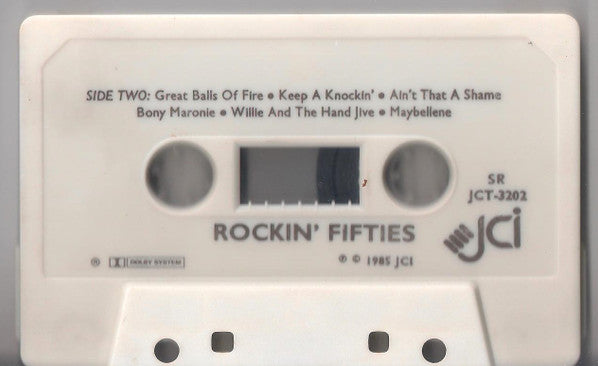 SIDE TWO: Great Balls Of Fire • Keep A Knockin' • Ain't That A Shame
Bony Maronie • Willie And The Hand Jive • Maybellene
SR
JCT-3202
JCi
ROCKIN' FIFTIES
DOLBY SYSTEM
℗ © 1985 JCI